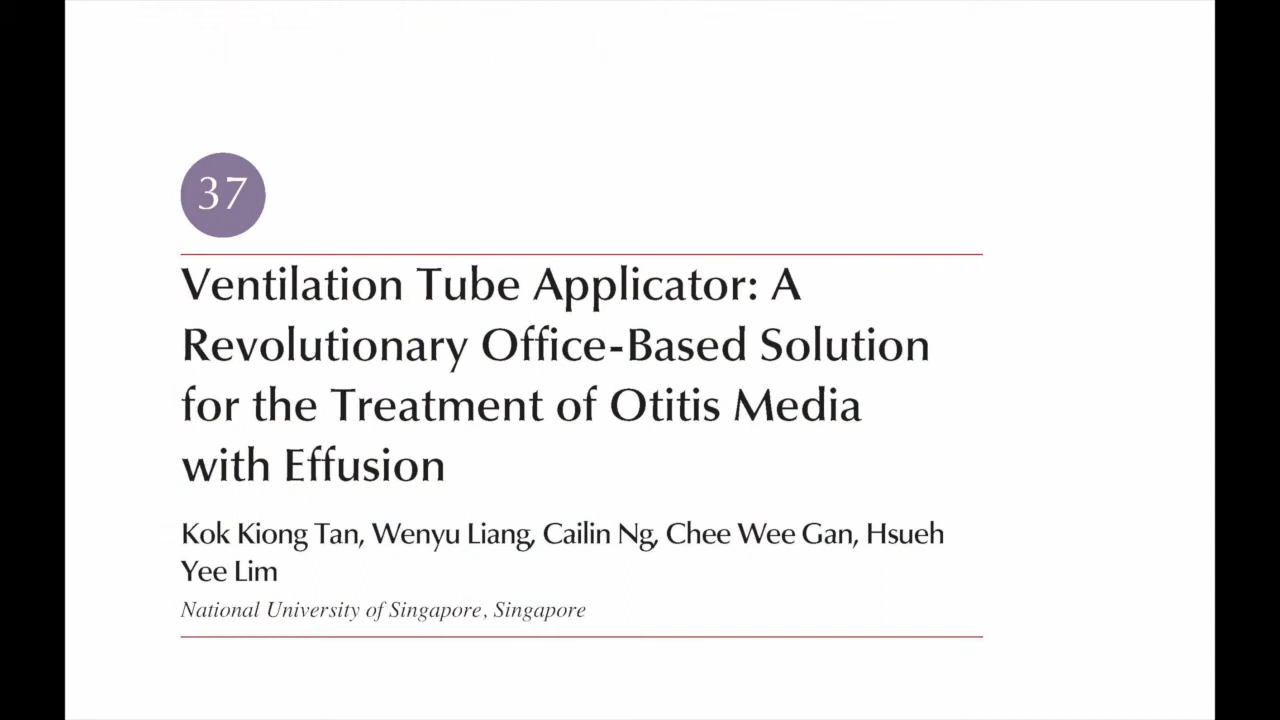 37
Ventilation Tube Applicator: A
Revolutionary Office-Based Solution
for the Treatment of Otitis Media
with Effusion
Kok Kiong Tan, Wenyu Liang, Cailin Ng, Chee Wee Gan, Hsueh
Yee Lim
National University of Singapore, Singapore